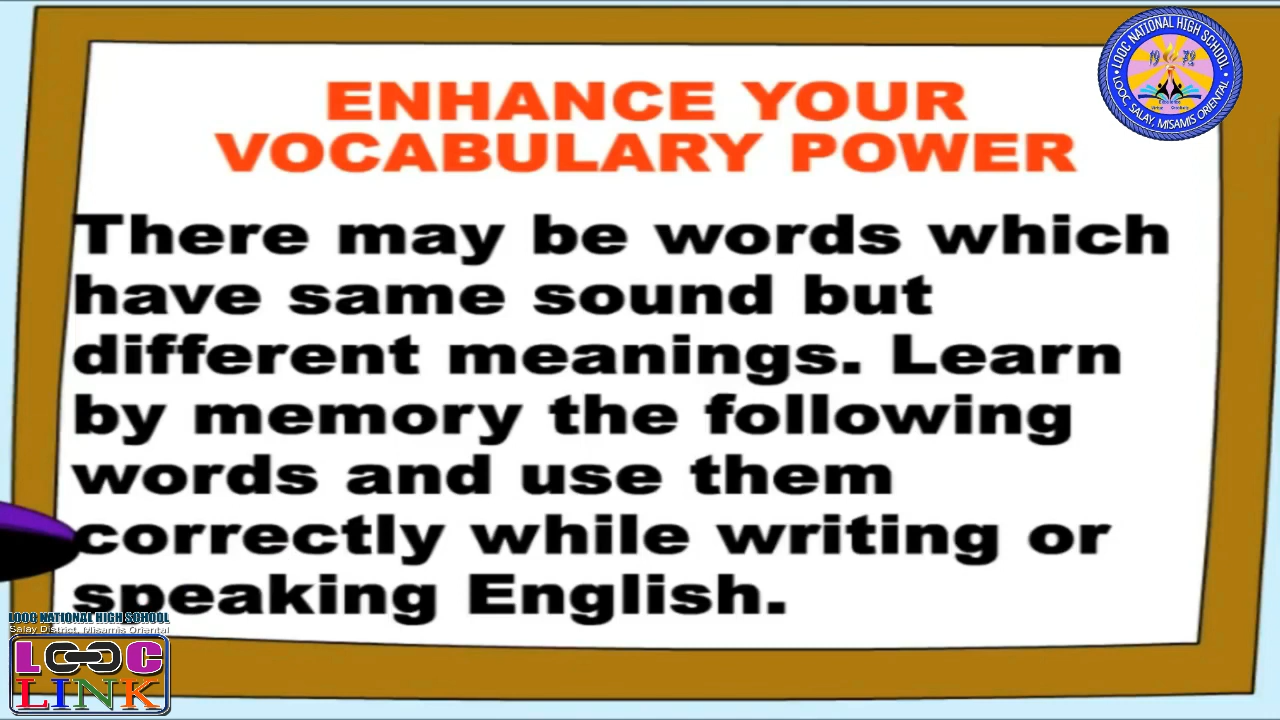 ENHANCE YOUR
VOCABULARY POWER
There may be words which
have same sound but
different meanings. Learn
by memory the following
words and use them
correctly while writing or
speaking English.
LOOC NATIONAL HIGH SCHOOL
19 79
LOOC, SALAY, MISAMIS ORIENTAL
LOOC NATIONAL HIGH SCHOOL
Salay District, Misamis Oriental
LOOC
LINK